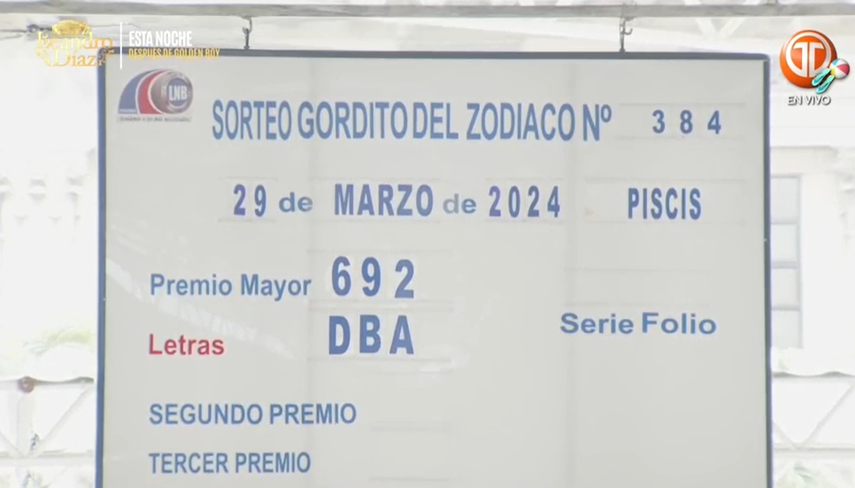 ESTA NOCHE
DESPUÉS DE GOLDEN BOY
EN VIVO
LNB
SORTEO GORDITO DEL ZODIACO Nº 384
29 de MARZO de 2024 PISCIS
Premio Mayor 692
Letras DBA
Serie Folio
SEGUNDO PREMIO
TERCER PREMIO